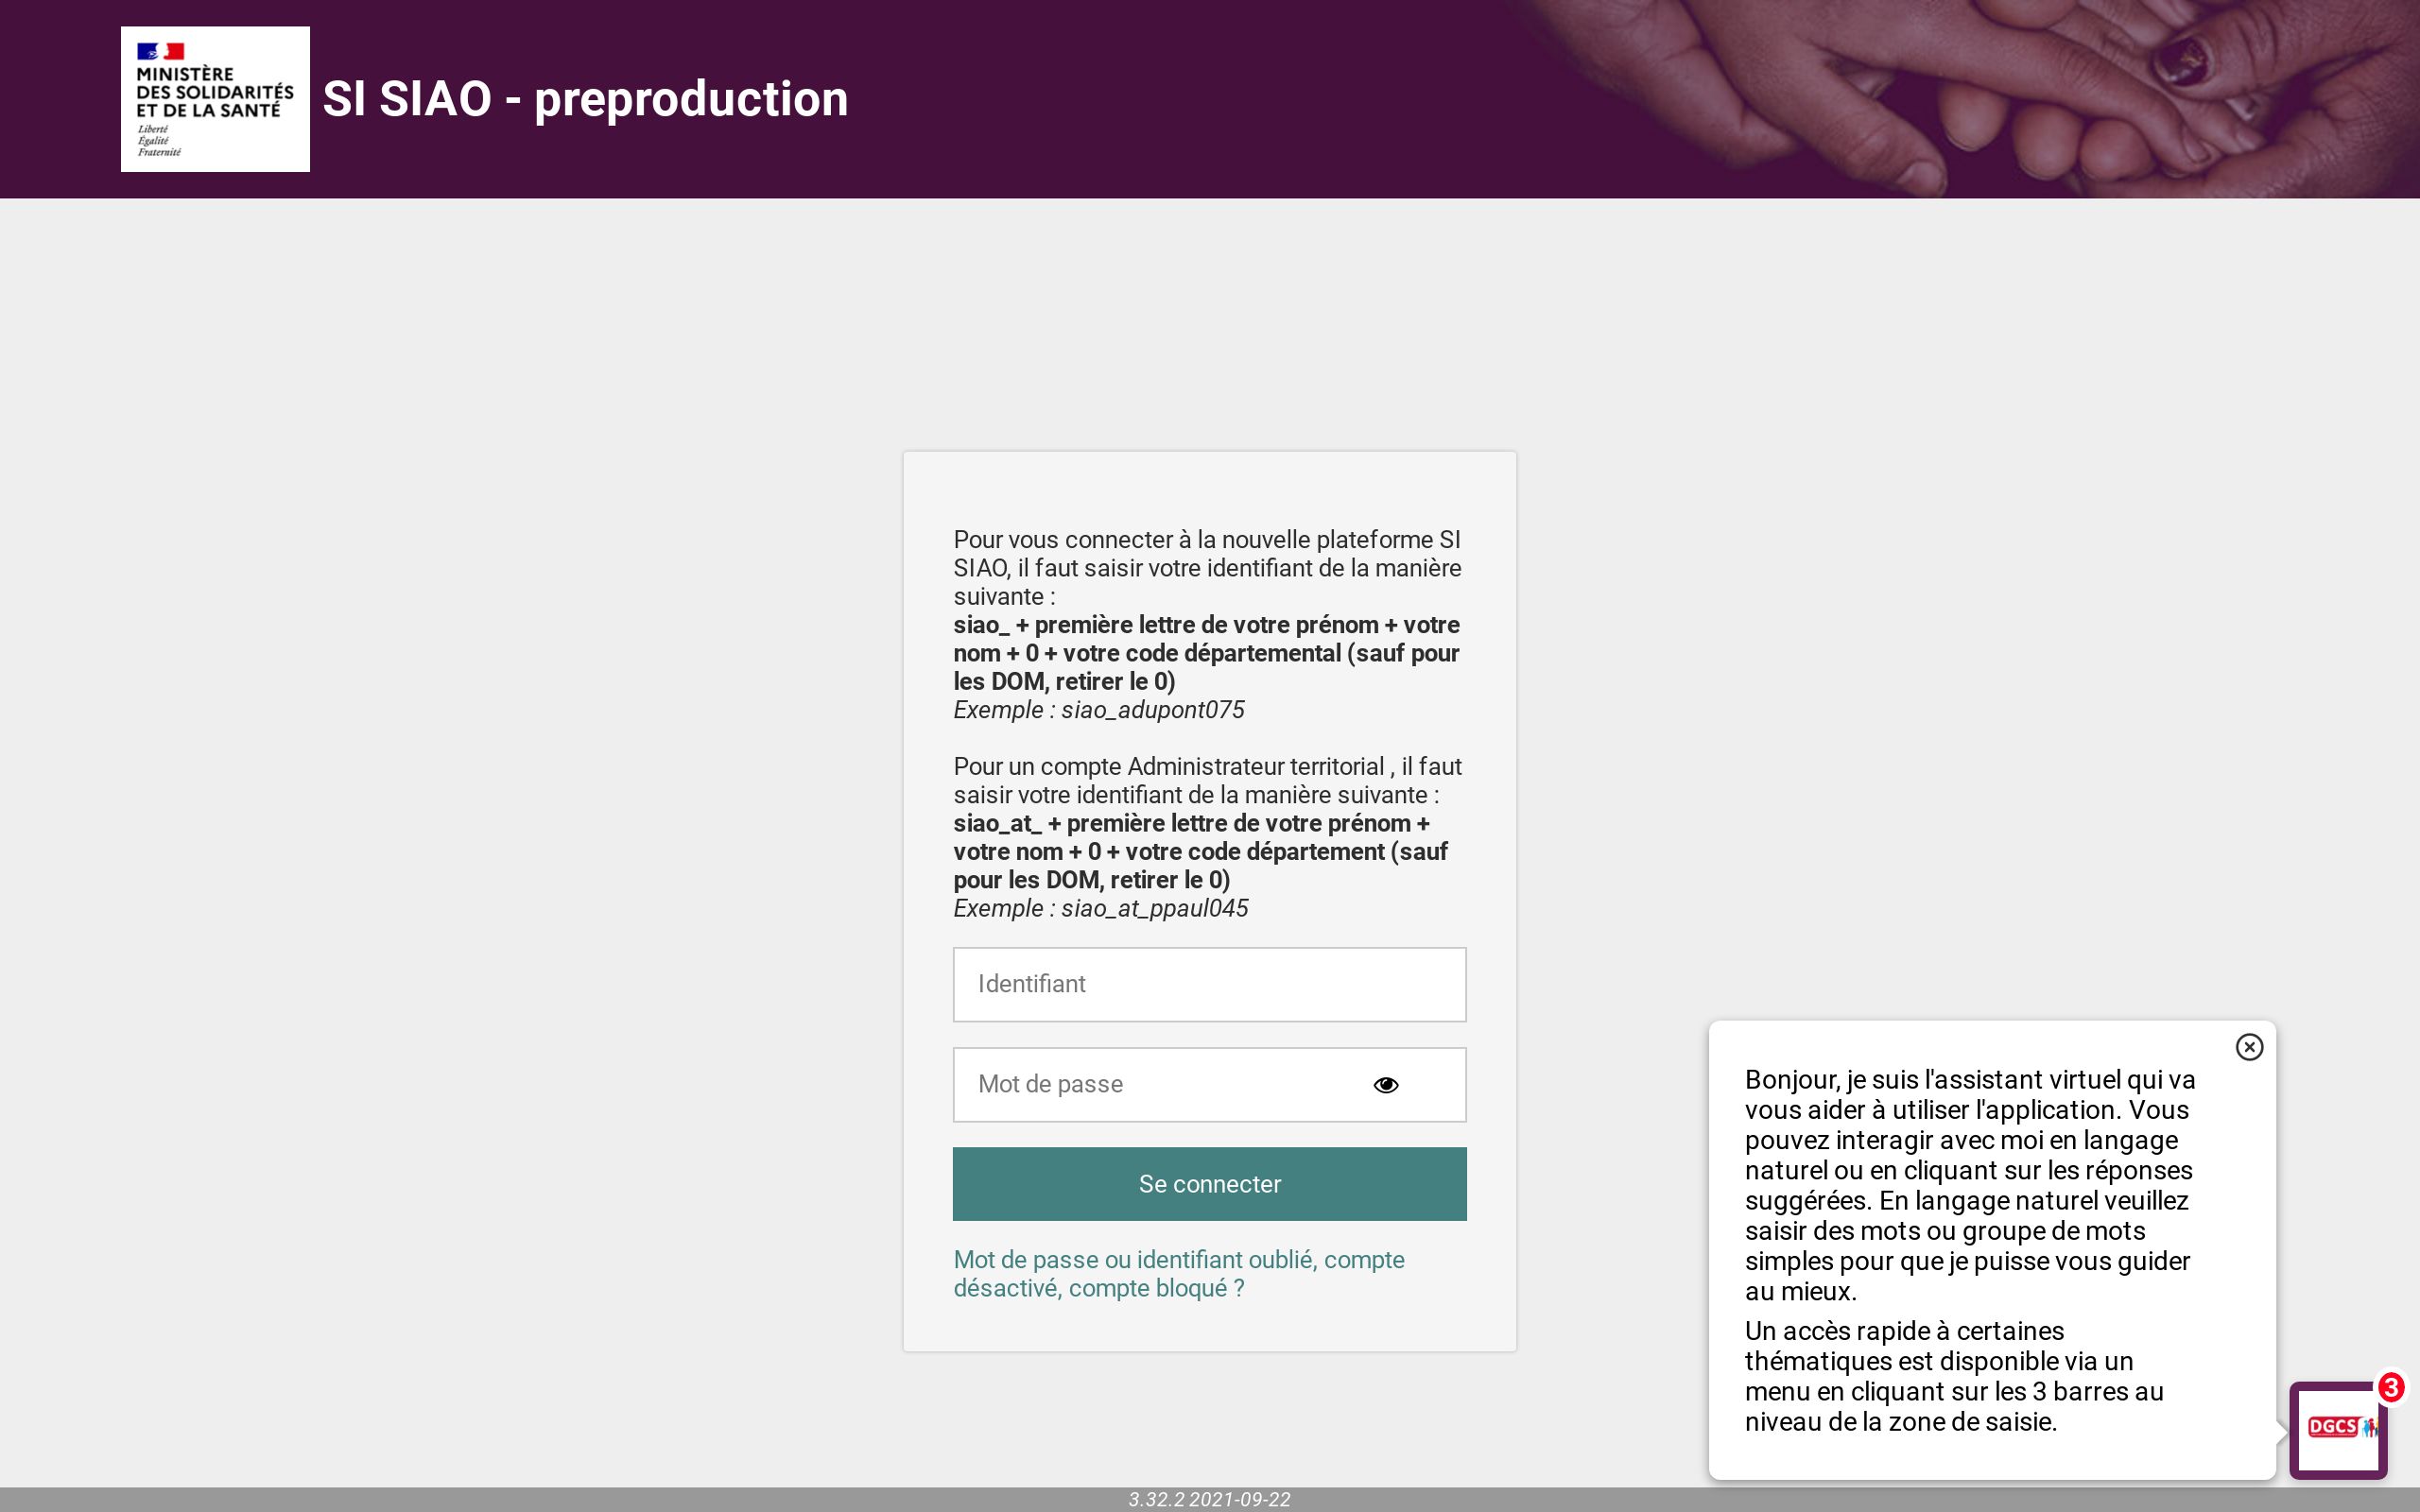 MINISTÈRE
DES SOLIDARITÉS
ET DE LA SANTÉ
Liberté
Égalité
Fraternité
SI SIAO - preproduction
Pour vous connecter à la nouvelle plateforme SI
SIAO, il faut saisir votre identifiant de la manière
suivante :
siao_ + première lettre de votre prénom + votre
nom + 0 + votre code départemental (sauf pour
les DOM, retirer le 0)
Exemple : siao_adupont075
Pour un compte Administrateur territorial , il faut
saisir votre identifiant de la manière suivante :
siao_at_ + première lettre de votre prénom +
votre nom + 0 + votre code département (sauf
pour les DOM, retirer le 0)
Exemple : siao_at_ppaul045
Identifiant
Mot de passe
Se connecter
Mot de passe ou identifiant oublié, compte
désactivé, compte bloqué ?
Bonjour, je suis l'assistant virtuel qui va
vous aider à utiliser l'application. Vous
pouvez interagir avec moi en langage
naturel ou en cliquant sur les réponses
suggérées. En langage naturel veuillez
saisir des mots ou groupe de mots
simples pour que je puisse vous guider
au mieux.
Un accès rapide à certaines
thématiques est disponible via un
menu en cliquant sur les 3 barres au
niveau de la zone de saisie.
3
DGCS
3.32.2 2021-09-22